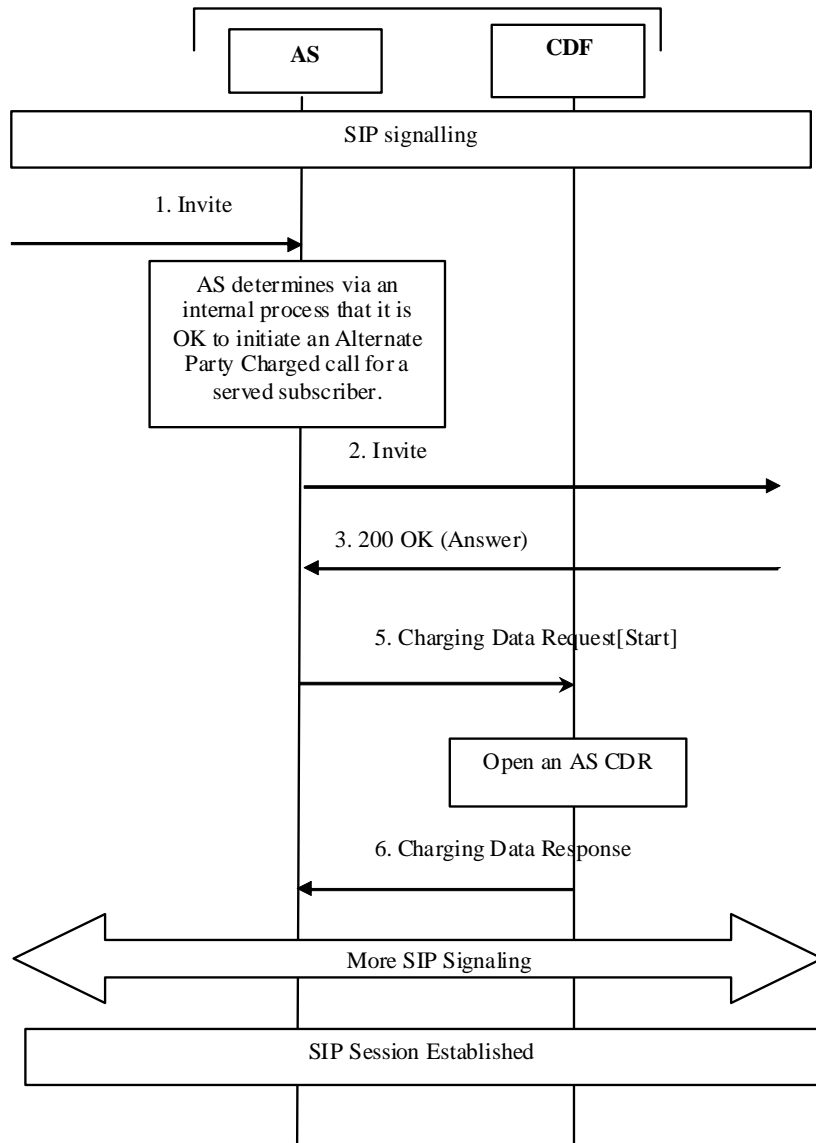 AS
CDF
SIP signalling
1. Invite
AS determines via an
internal process that it is
OK to initiate an Alternate
Party Charged call for a
served subscriber.
2. Invite
3. 200 OK (Answer)
5. Charging Data Request[Start]
Open an AS CDR
6. Charging Data Response
More SIP Signaling
SIP Session Established